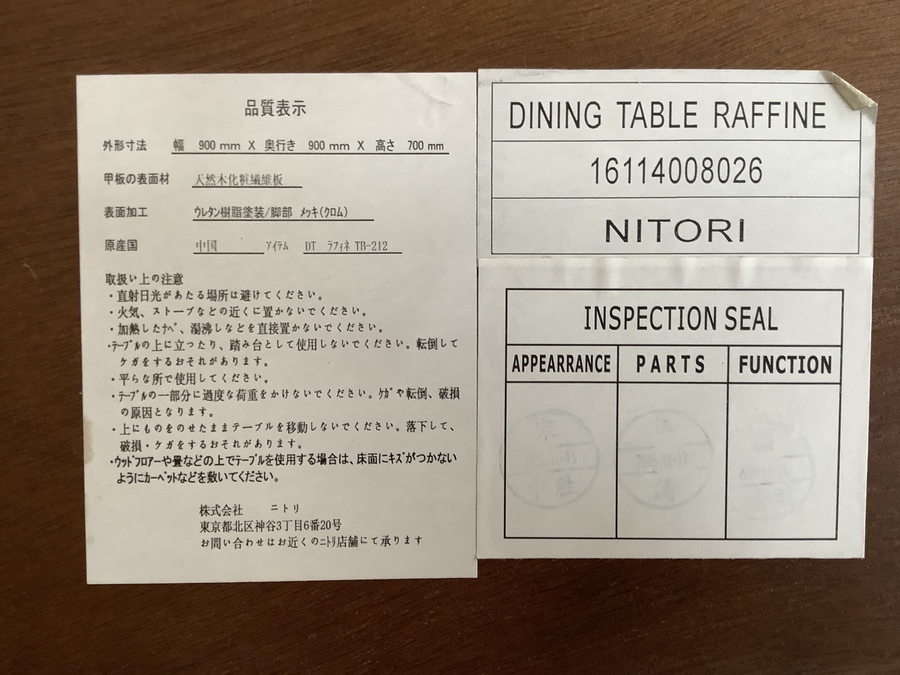 品質表示
外形寸法 幅 900 mm X 奥行き 900 mm X 高さ 700 mm
甲板の表面材 天然木化粧繊維板
表面加工 ウレタン樹脂塗装/脚部 メッキ(クロム)
原産国 中国 アイテム DT ラフィネ TB-212
取扱い上の注意
・直射日光があたる場所は避けてください。
・火気、ストーブなどの近くに置かないでください。
・加熱したナベ、湯沸しなどを直接置かないでください。
・テーブルの上に立ったり、踏み台として使用しないでください。転倒して
ケガをするおそれがあります。
・平らな所で使用してください。
・テーブルの一部分に過度な荷重をかけないでください。ケガや転倒、破損
の原因となります。
・上にものをのせたままテーブルを移動しないでください。落下して、
破損・ケガをするおそれがあります。
・ウッドフロアーや畳などの上でテーブルを使用する場合は、床面にキズがつかない
ようにカーペットなどを敷いてください。
株式会社 ニトリ
東京都北区神谷3丁目6番20号
お問い合わせはお近くのニトリ店舗にて承ります
DINING TABLE RAFFINE
16114008026
NITORI
INSPECTION SEAL
APPEARRANCE PARTS FUNCTION